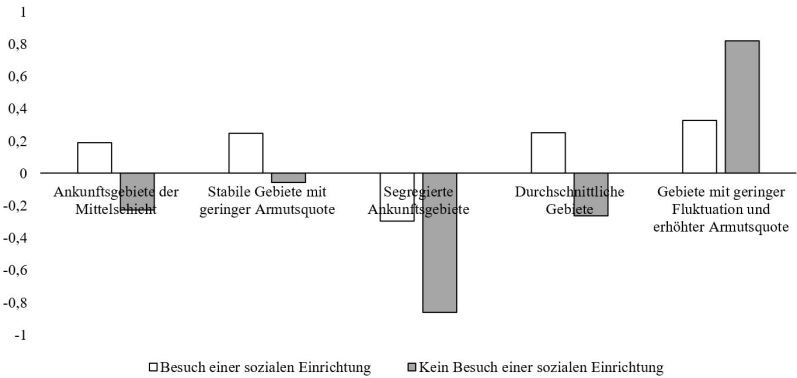 1
0,8
0,6
0,4
0,2
0
-0,2
-0,4
-0,6
-0,8
-1
Ankunftsgebiete der
Mittelschicht
Stabile Gebiete mit
geringer Armutsquote
Segregierte
Ankunftsgebiete
Durchschnittliche
Gebiete
Gebiete mit geringer
Fluktuation und
erhöhter Armutsquote
Besuch einer sozialen Einrichtung
Kein Besuch einer sozialen Einrichtung